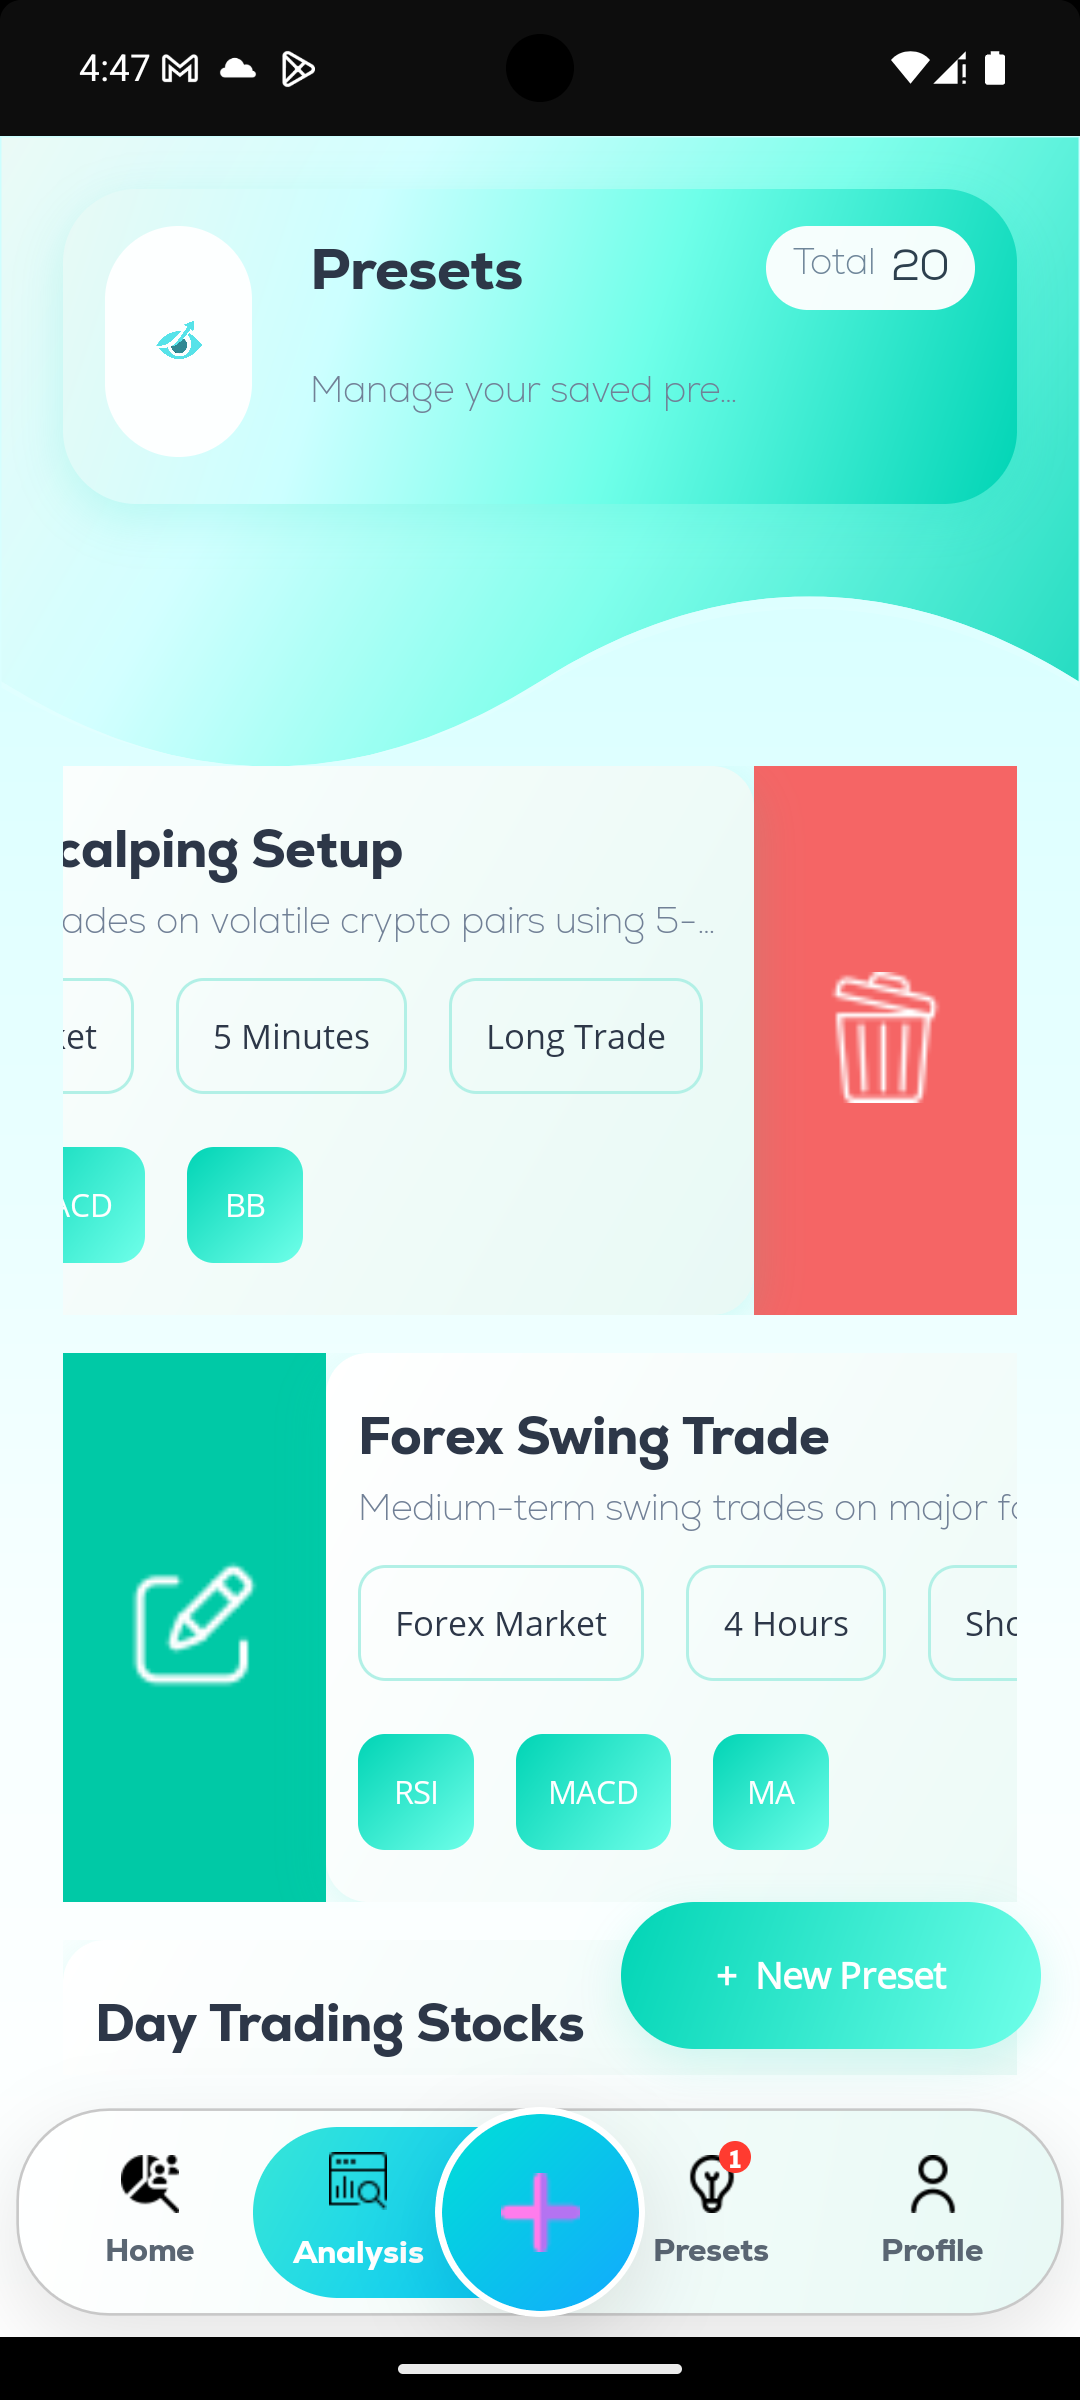 4:47
Presets
Total 20
Manage your saved pre...
calping Setup
ades on volatile crypto pairs using 5-...
ket
5 Minutes
Long Trade
ACD
BB
Forex Swing Trade
Medium-term swing trades on major fo
Forex Market
4 Hours
Sho
RSI
MACD
MA
+ New Preset
Day Trading Stocks
1
Home
Analysis
Presets
Profile